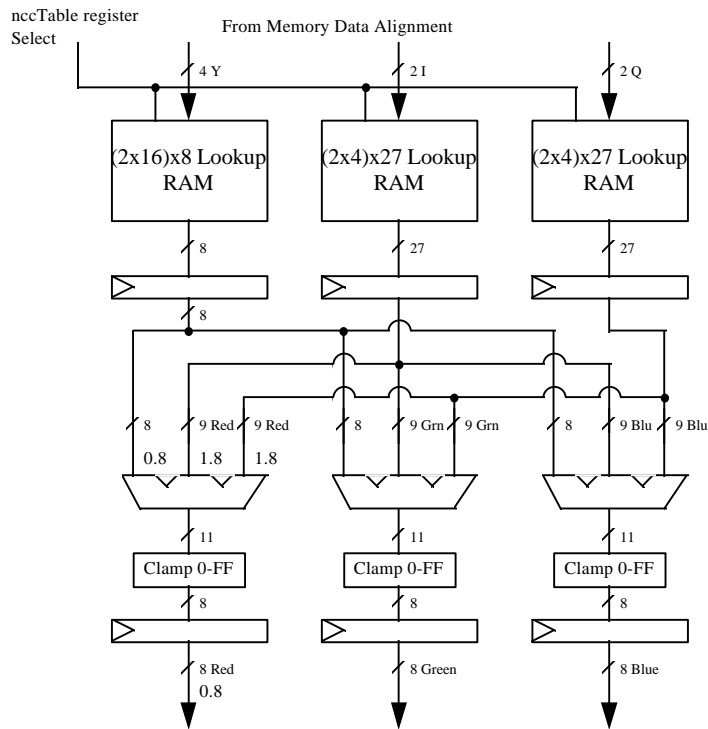 nccTable register
Select
From Memory Data Alignment
4 Y
2 I
2 Q
(2x16)x8 Lookup
RAM
(2x4)x27 Lookup
RAM
(2x4)x27 Lookup
RAM
8
27
27
8
8
9 Red
9 Red
8
9 Grn
9 Grn
8
9 Blu
9 Blu
0.8
1.8
1.8
11
11
11
Clamp 0-FF
Clamp 0-FF
Clamp 0-FF
8
8
8
8 Red
8 Green
8 Blue
0.8